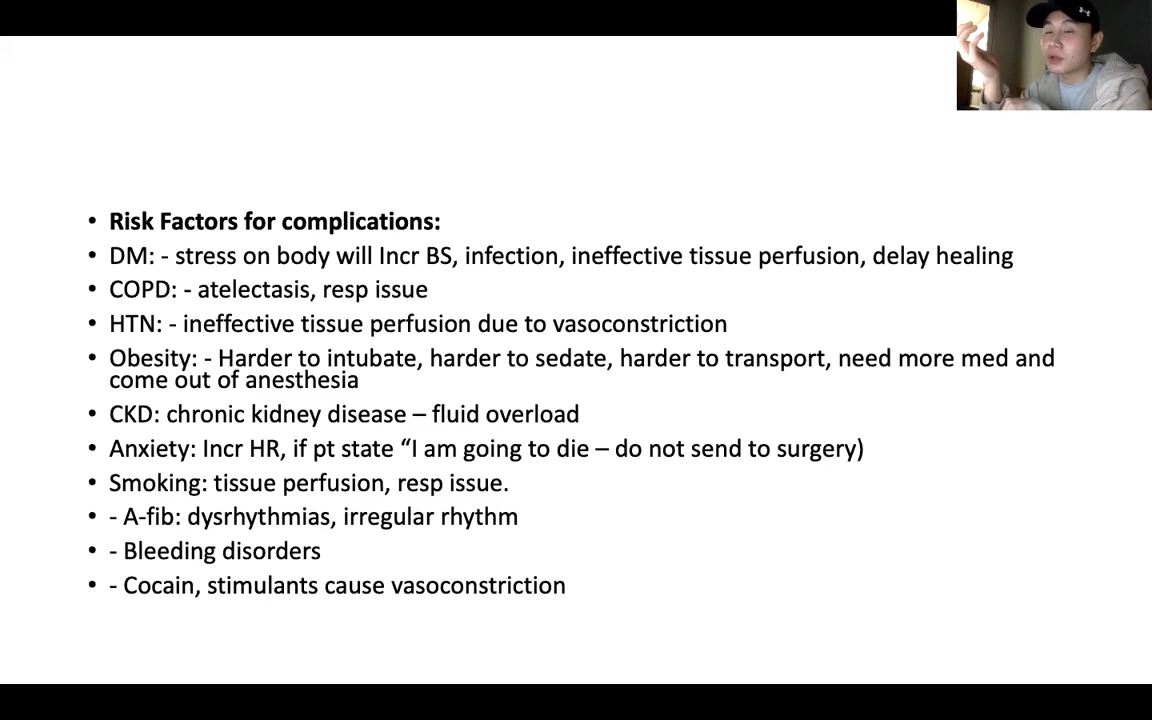 • Risk Factors for complications:
• DM: - stress on body will Incr BS, infection, ineffective tissue perfusion, delay healing
• COPD: - atelectasis, resp issue
• HTN: - ineffective tissue perfusion due to vasoconstriction
• Obesity: - Harder to intubate, harder to sedate, harder to transport, need more med and
come out of anesthesia
• CKD: chronic kidney disease – fluid overload
• Anxiety: Incr HR, if pt state “I am going to die – do not send to surgery)
• Smoking: tissue perfusion, resp issue.
• - A-fib: dysrhythmias, irregular rhythm
• - Bleeding disorders
• - Cocain, stimulants cause vasoconstriction